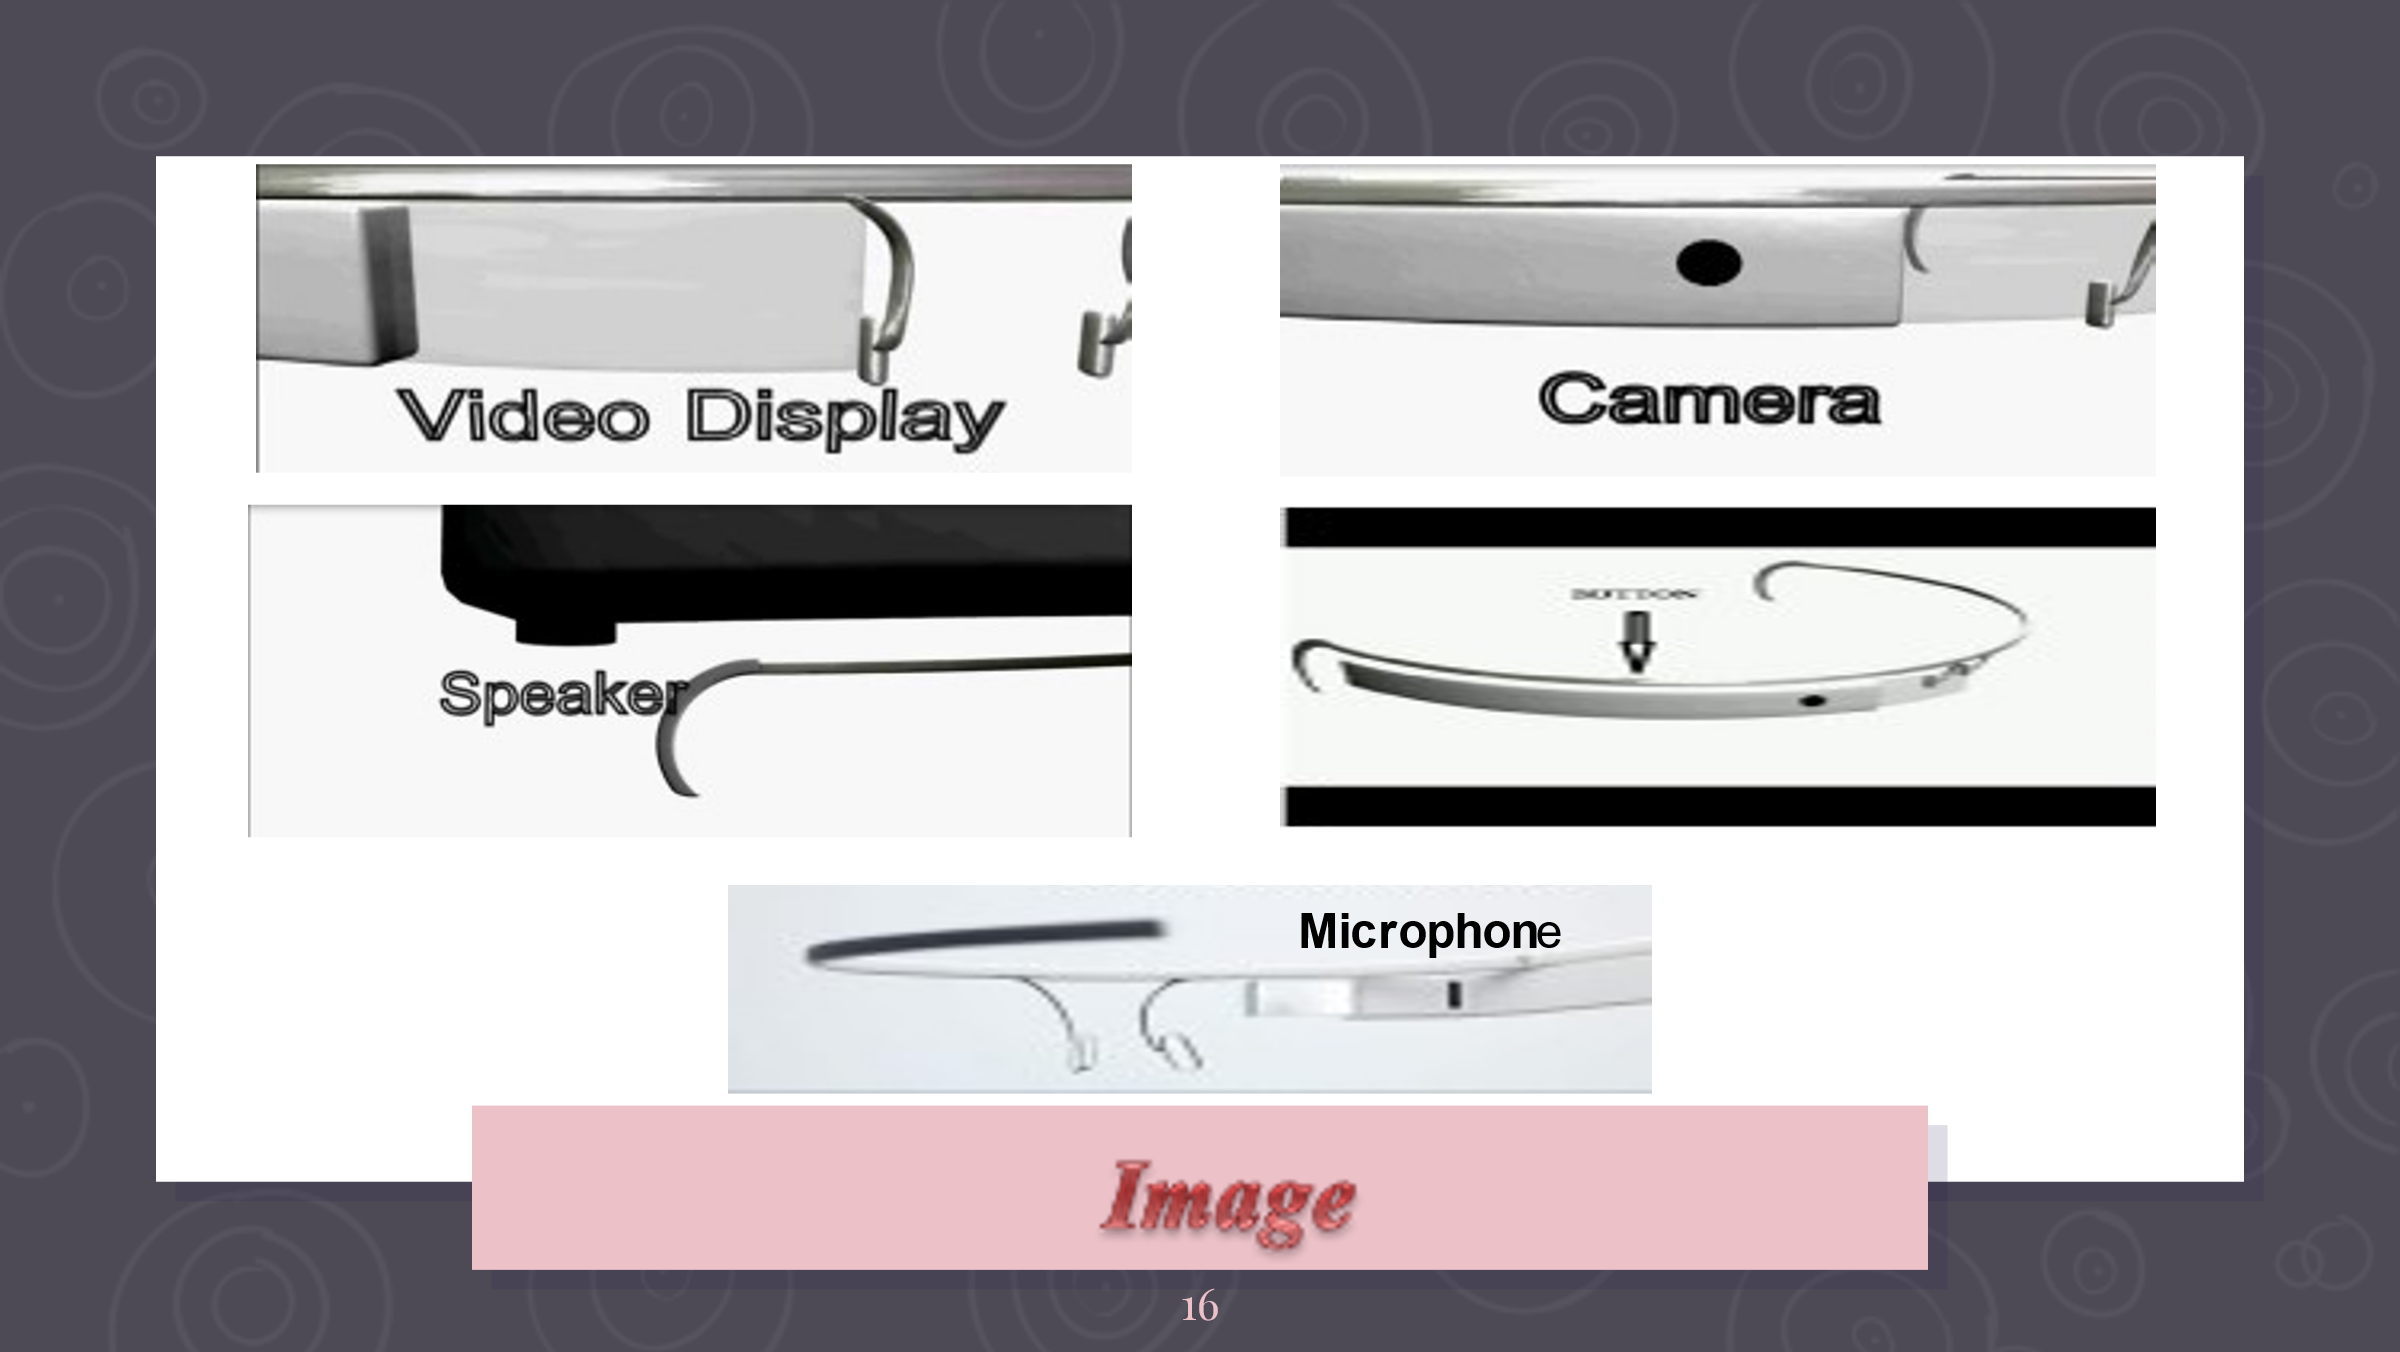 Video Display
Camera
Speaker
BUTTON
Microphone
Image
16